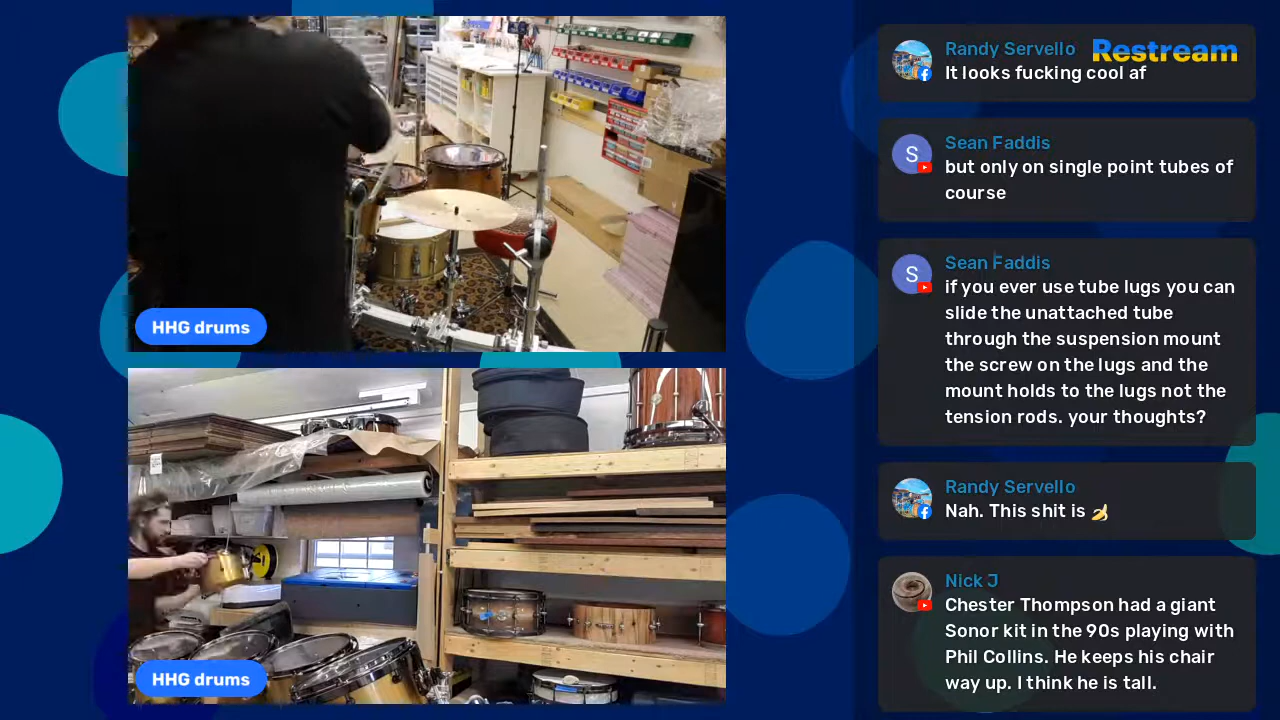 HHG drums
HHG drums
Restream
Randy Servello
It looks fucking cool af
S
Sean Faddis
but only on single point tubes of
course
S
Sean Faddis
if you ever use tube lugs you can
slide the unattached tube
through the suspension mount
the screw on the lugs and the
mount holds to the lugs not the
tension rods. your thoughts?
Randy Servello
Nah. This shit is 🍌
Nick J
Chester Thompson had a giant
Sonor kit in the 90s playing with
Phil Collins. He keeps his chair
way up. I think he is tall.